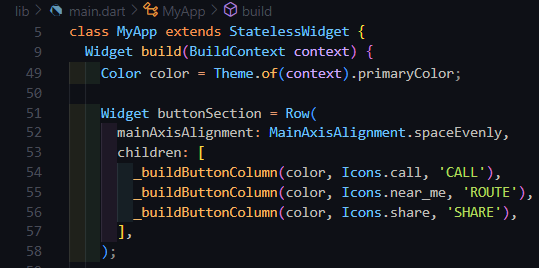 lib > main.dart > MyApp > build
5 class MyApp extends StatelessWidget {
9   Widget build(BuildContext context) {
49     Color color = Theme.of(context).primaryColor;
50
51     Widget buttonSection = Row(
52       mainAxisAlignment: MainAxisAlignment.spaceEvenly,
53       children: [
54         _buildButtonColumn(color, Icons.call, 'CALL'),
55         _buildButtonColumn(color, Icons.near_me, 'ROUTE'),
56         _buildButtonColumn(color, Icons.share, 'SHARE'),
57       ],
58     );